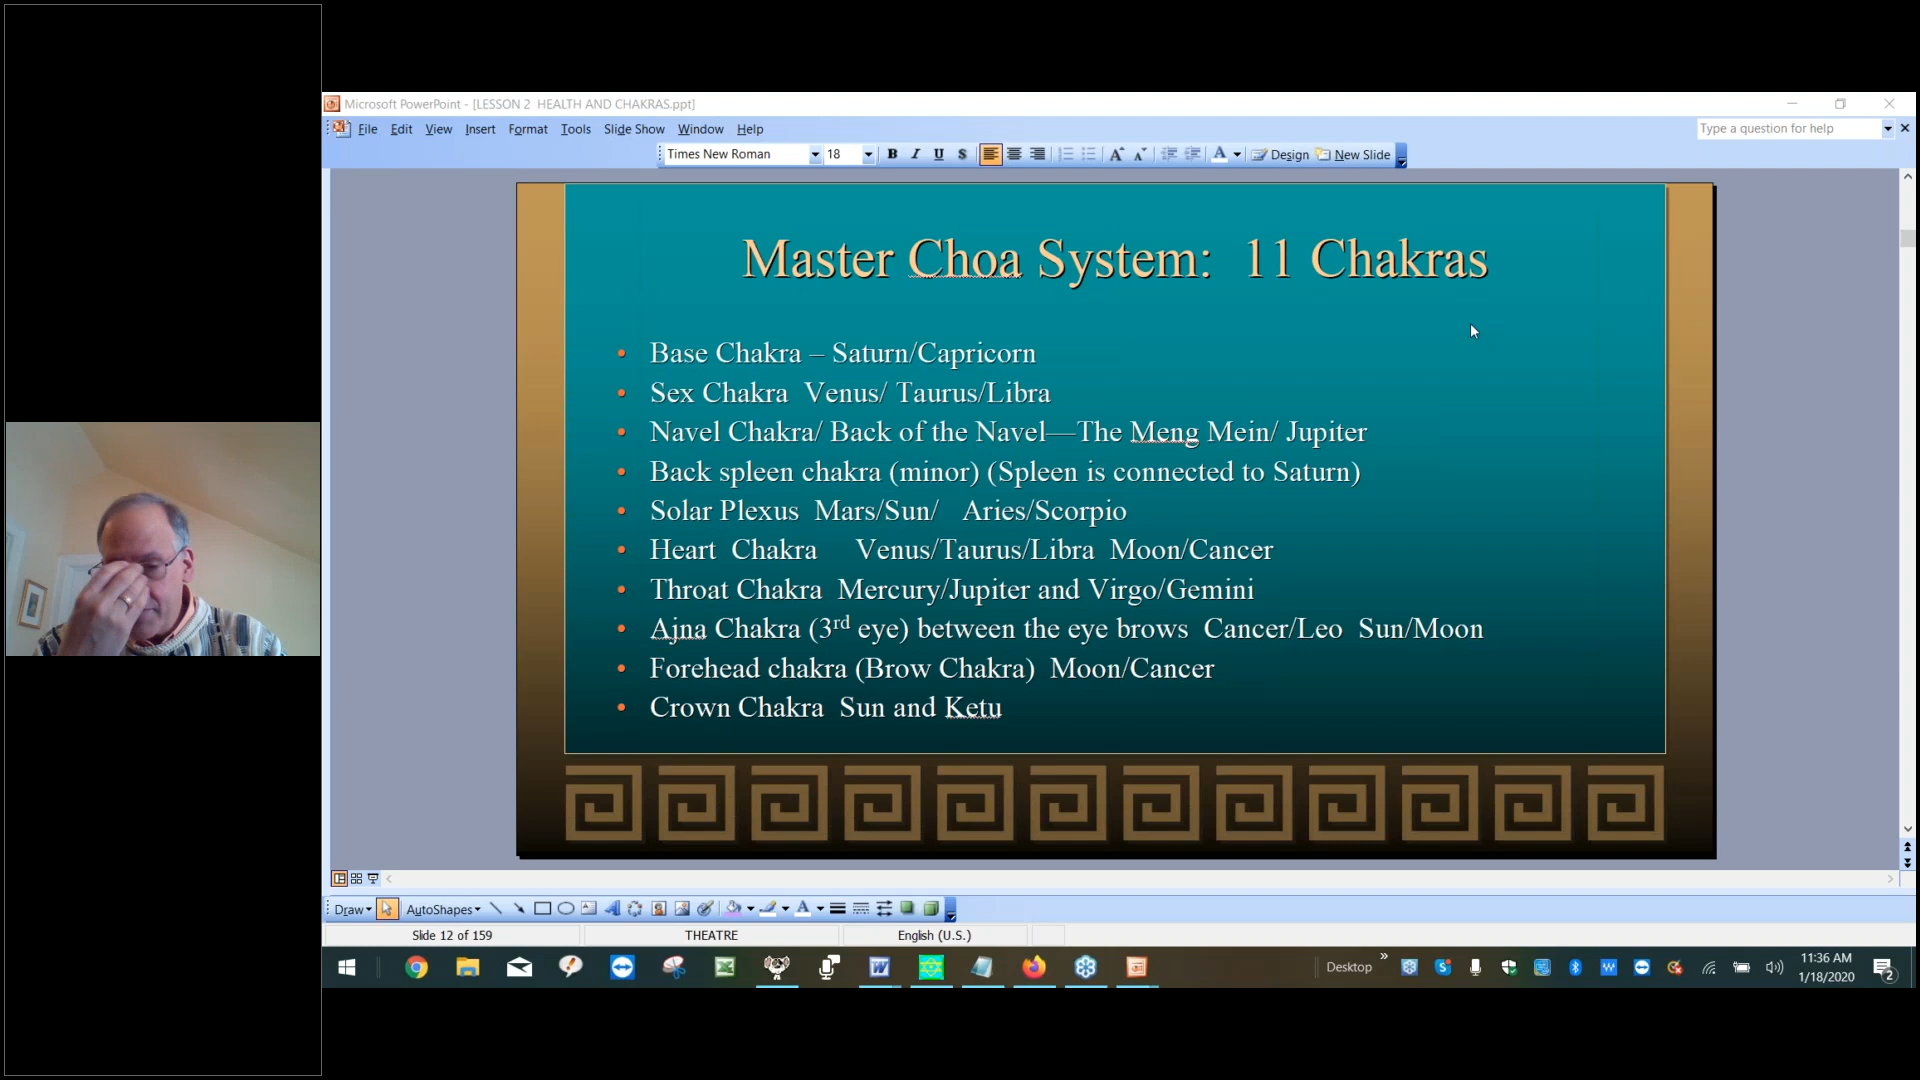 Microsoft PowerPoint - [LESSON 2 HEALTH AND CHAKRAS.ppt]
File Edit View Insert Format Tools Slide Show Window Help
Type a question for help
Times New Roman 18 B I U S Design New Slide
Master Choa System: 11 Chakras
• Base Chakra – Saturn/Capricorn
• Sex Chakra Venus/ Taurus/Libra
• Navel Chakra/ Back of the Navel—The Meng Mein/ Jupiter
• Back spleen chakra (minor) (Spleen is connected to Saturn)
• Solar Plexus Mars/Sun/ Aries/Scorpio
• Heart Chakra Venus/Taurus/Libra Moon/Cancer
• Throat Chakra Mercury/Jupiter and Virgo/Gemini
• Ajna Chakra (3rd eye) between the eye brows Cancer/Leo Sun/Moon
• Forehead chakra (Brow Chakra) Moon/Cancer
• Crown Chakra Sun and Ketu
Draw AutoShapes
Slide 12 of 159 THEATRE English (U.S.)
Desktop
11:36 AM
1/18/2020
2